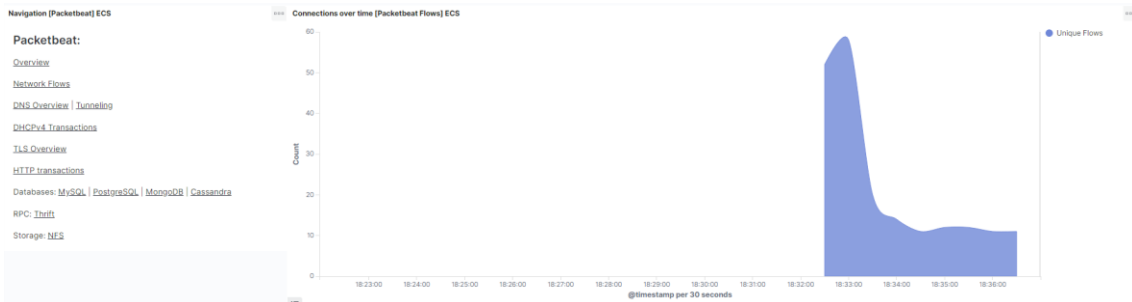 Navigation [Packetbeat] ECS
Packetbeat:
Overview
Network Flows
DNS Overview | Tunneling
DHCPv4 Transactions
TLS Overview
HTTP transactions
Databases: MySQL | PostgreSQL | MongoDB | Cassandra
RPC: Thrift
Storage: NFS
Connections over time [Packetbeat Flows] ECS
Unique Flows
Count
60
50
40
30
20
10
0
18:23:00 18:24:00 18:25:00 18:26:00 18:27:00 18:28:00 18:29:00 18:30:00 18:31:00 18:32:00 18:33:00 18:34:00 18:35:00 18:36:00
@timestamp per 30 seconds